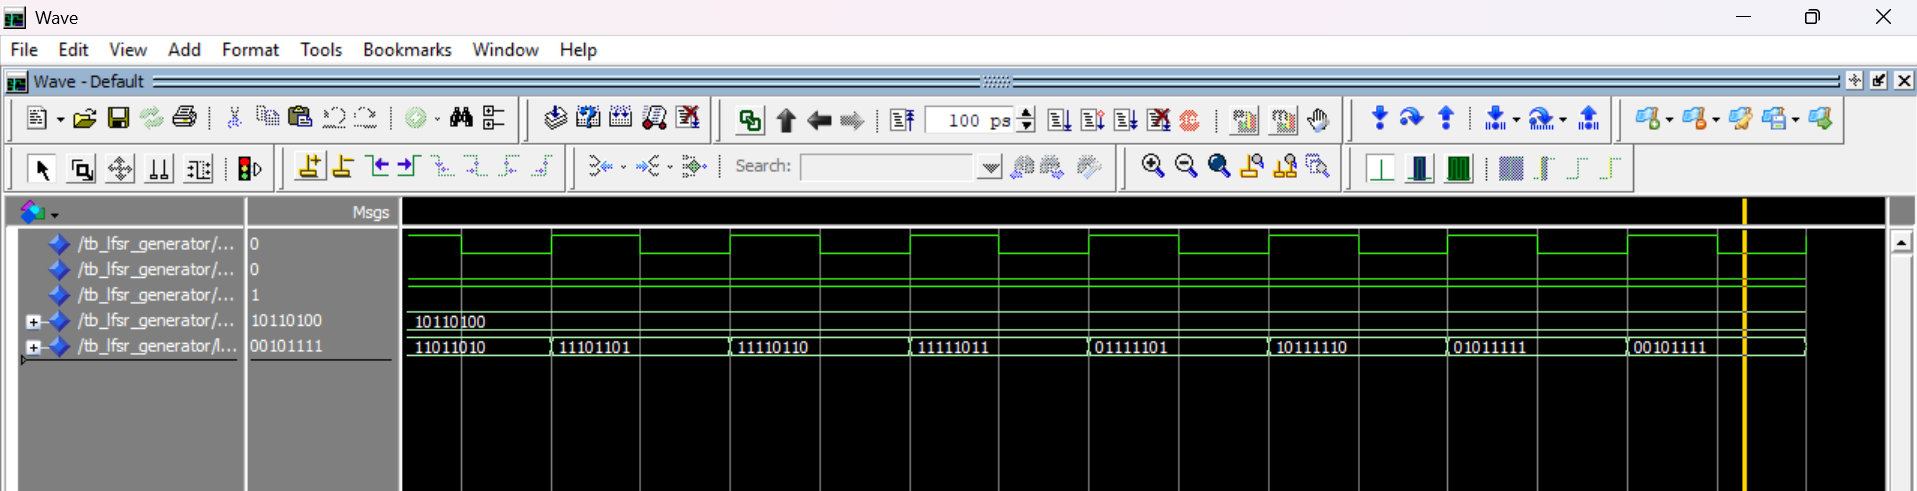 Wave
File Edit View Add Format Tools Bookmarks Window Help
Wave - Default
100 ps
Search:
Msgs
/tb_lfsr_generator/... 0
/tb_lfsr_generator/... 0
/tb_lfsr_generator/... 1
/tb_lfsr_generator/... 10110100 10110100
/tb_lfsr_generator/l... 00101111 11011010 11101101 11110110 11111011 01111101 10111110 01011111 00101111